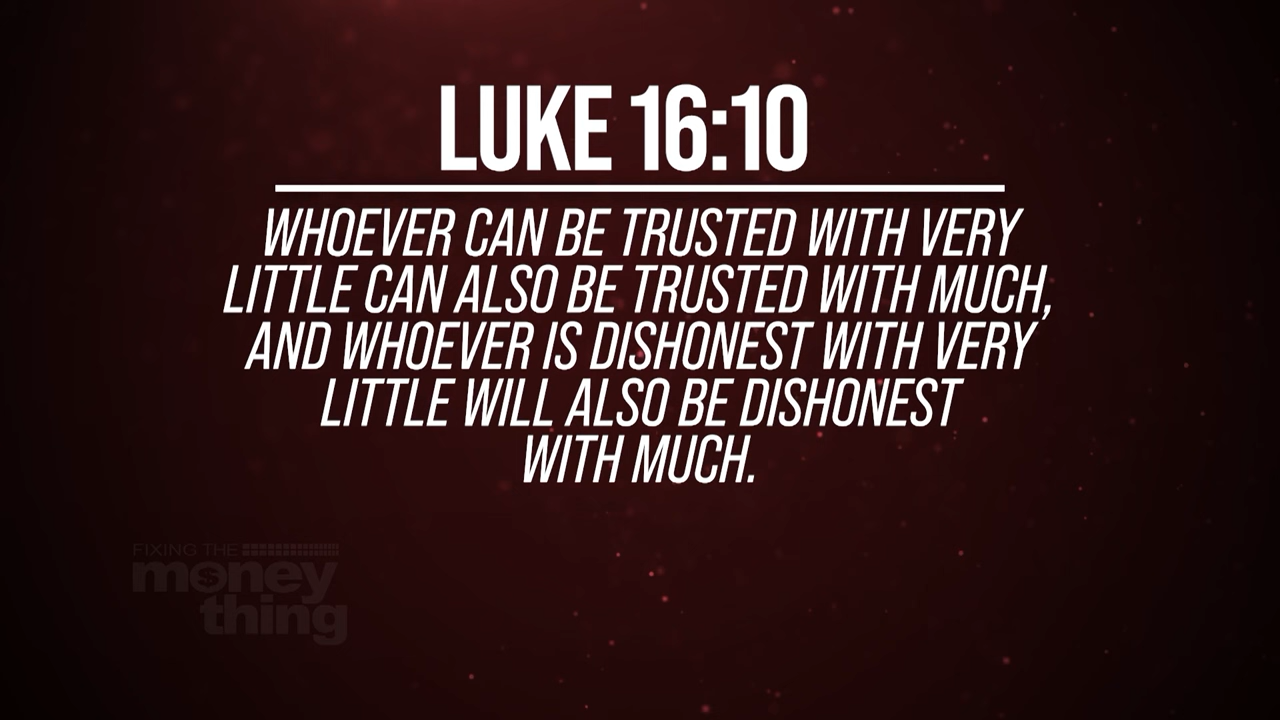 LUKE 16:10
WHOEVER CAN BE TRUSTED WITH VERY
LITTLE CAN ALSO BE TRUSTED WITH MUCH,
AND WHOEVER IS DISHONEST WITH VERY
LITTLE WILL ALSO BE DISHONEST
WITH MUCH.
FIXING THE
money
thing